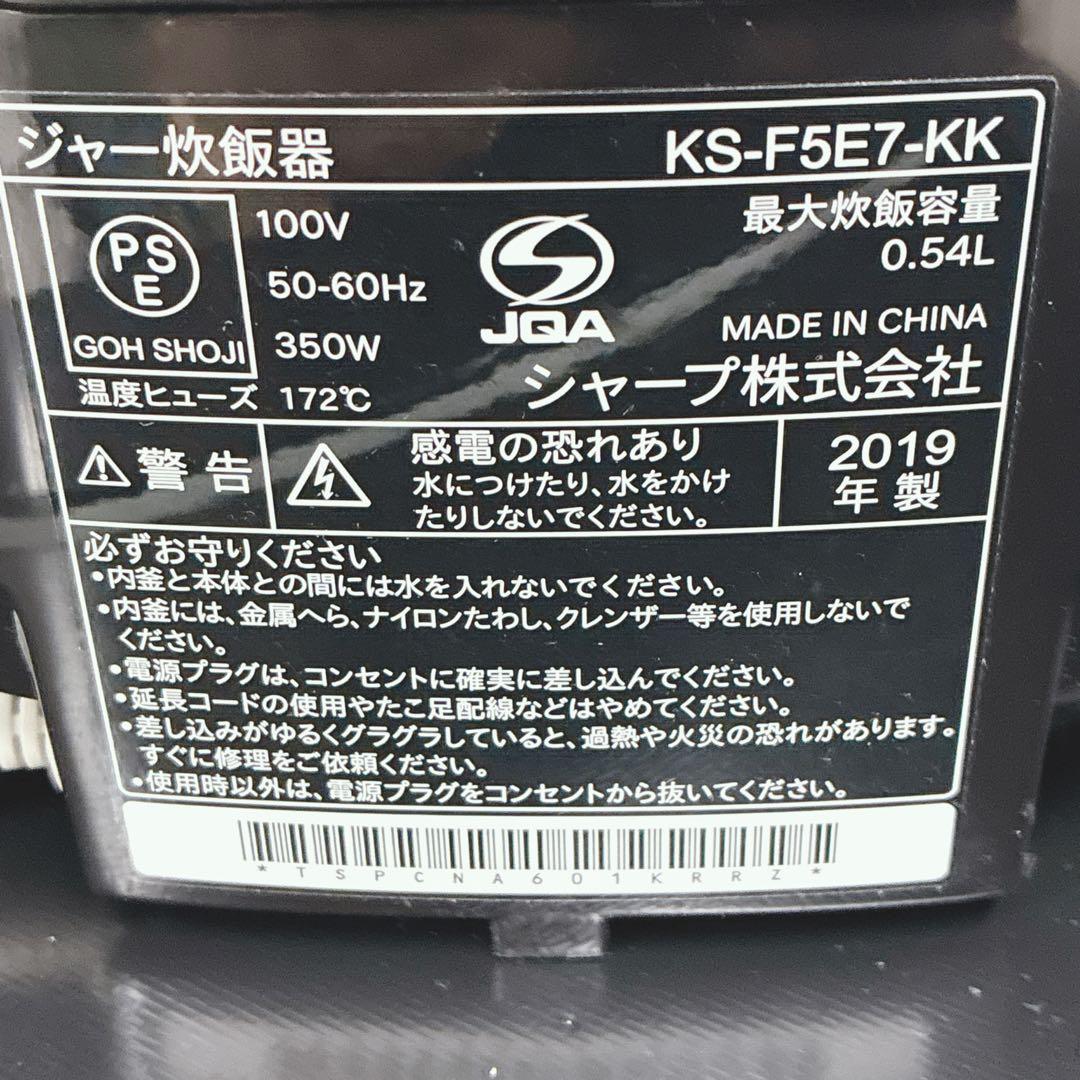 ジャー炊飯器 KS-F5E7-KK
PS
E
GOH SHOJI
100V
50-60Hz
350W
温度ヒューズ 172℃
JQA
最大炊飯容量
0.54L
MADE IN CHINA
シャープ株式会社
警告
感電の恐れあり
水につけたり、水をかけ
たりしないでください。
2019
年製
必ずお守りください
•内釜と本体との間には水を入れないでください。
•内釜には、金属へら、ナイロンたわし、クレンザー等を使用しないで
ください。
•電源プラグは、コンセントに確実に差し込んでください。
•延長コードの使用やたこ足配線などはやめてください。
•差し込みがゆるくグラグラしていると、過熱や火災の恐れがあります。
すぐに修理をご依頼ください。
•使用時以外は、電源プラグをコンセントから抜いてください。
*TSPCNA601KRRZ*